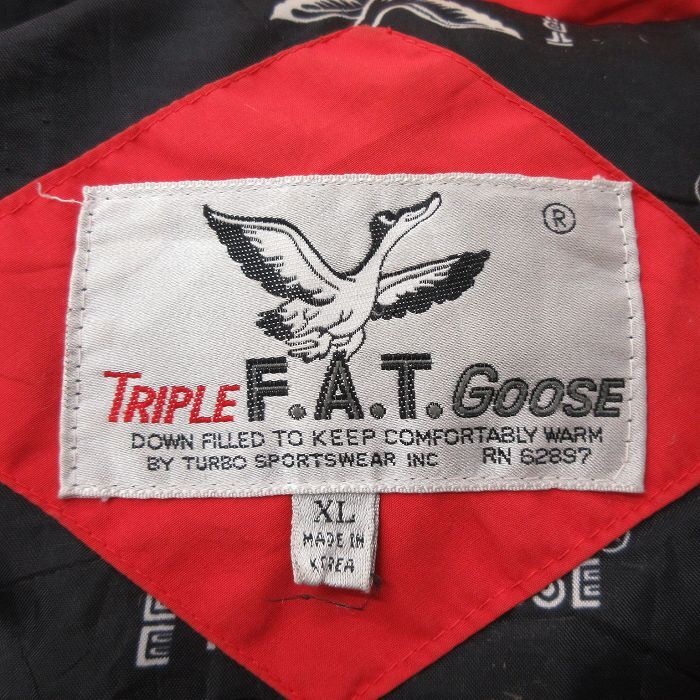 ®
TRIPLE F.A.T. GOOSE
DOWN FILLED TO KEEP COMFORTABLY WARM
BY TURBO SPORTSWEAR INC RN 62897
XL
MADE IN
KOREA